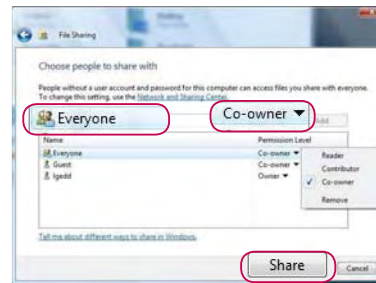 File Sharing
Choose people to share with
People without a user account and password for this computer can access files you share with everyone.
To change this setting, use the Network and Sharing Center.
Everyone
Co-owner
Add
Name Permission Level
Everyone Co-owner
Guest Co-owner
lgedd Owner
Reader
Contributor
Co-owner
Remove
Tell me about different ways to share in Windows.
Share
Cancel